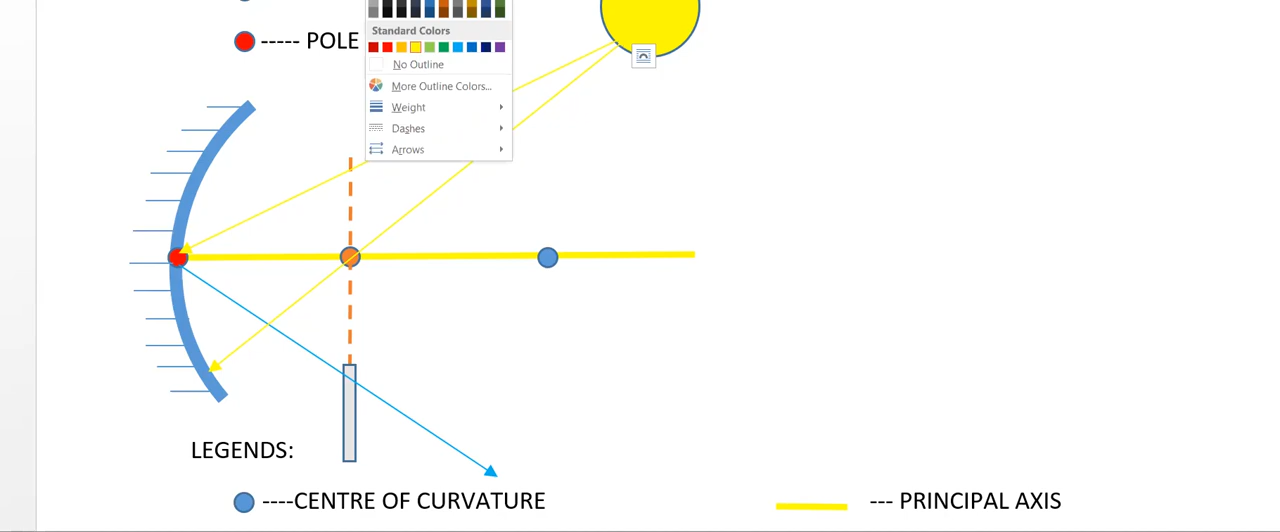 Standard Colors
----- POLE
No Outline
More Outline Colors...
Weight
Dashes
Arrows
LEGENDS:
----CENTRE OF CURVATURE
--- PRINCIPAL AXIS